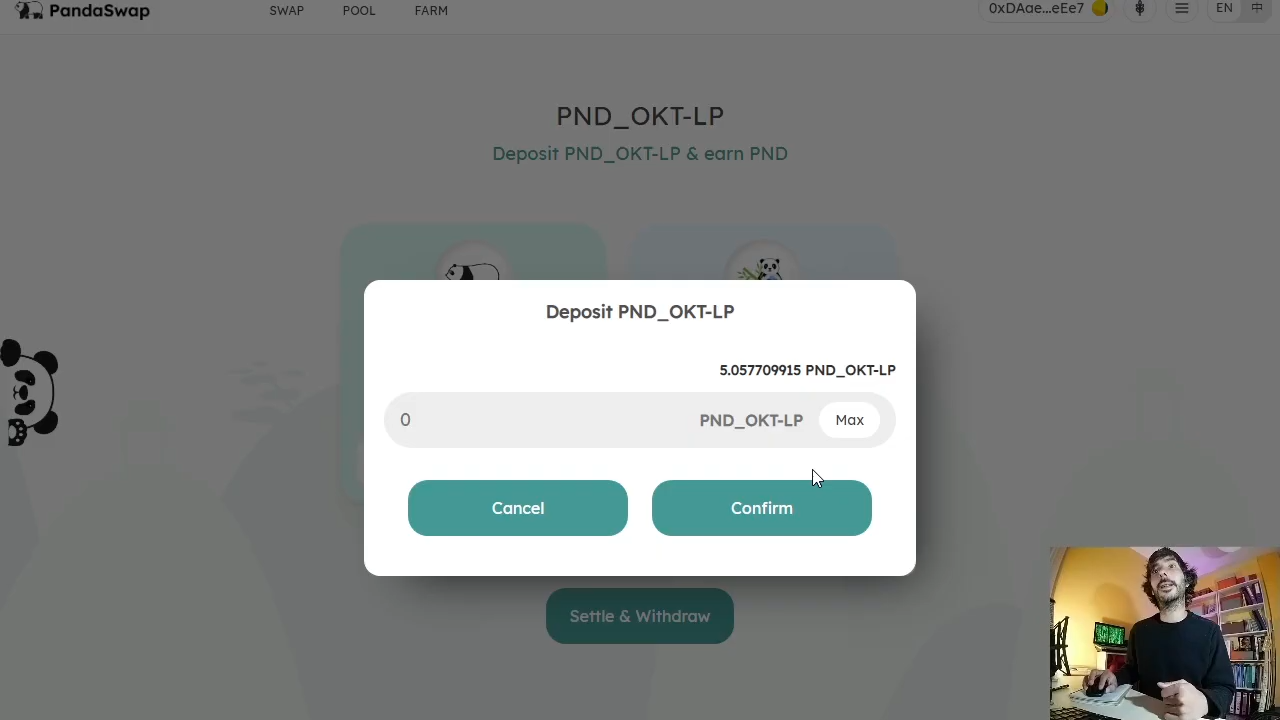 PandaSwap
SWAP
POOL
FARM
0xDAae...eEe7
EN
中
PND_OKT-LP
Deposit PND_OKT-LP & earn PND
Deposit PND_OKT-LP
5.057709915 PND_OKT-LP
0
PND_OKT-LP
Max
Cancel
Confirm
Settle & Withdraw